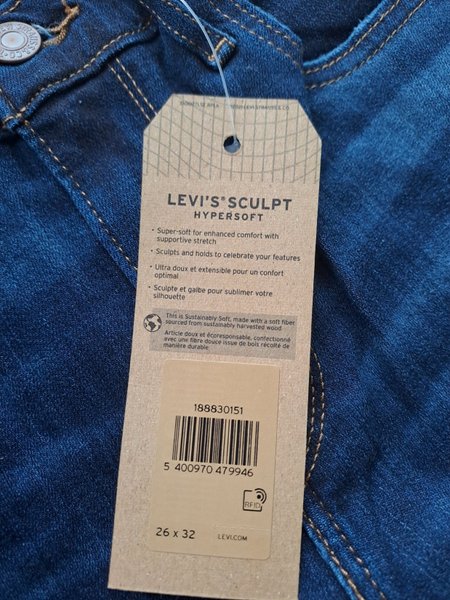 LEVI'S® SCULPT
HYPERSOFT
• Super-soft for enhanced comfort with
supportive stretch
• Sculpts and holds to celebrate your features
• Ultra doux et extensible pour un confort
optimal
• Sculpte et galbe pour sublimer votre
silhouette
This is Sustainably Soft, made with a soft fiber
sourced from sustainably harvested wood
Article doux et écoresponsable, confectionné
avec une fibre douce issue de bois récolté de
manière durable
188830151
5 400970 479946
RFID
26 x 32 LEVI.COM